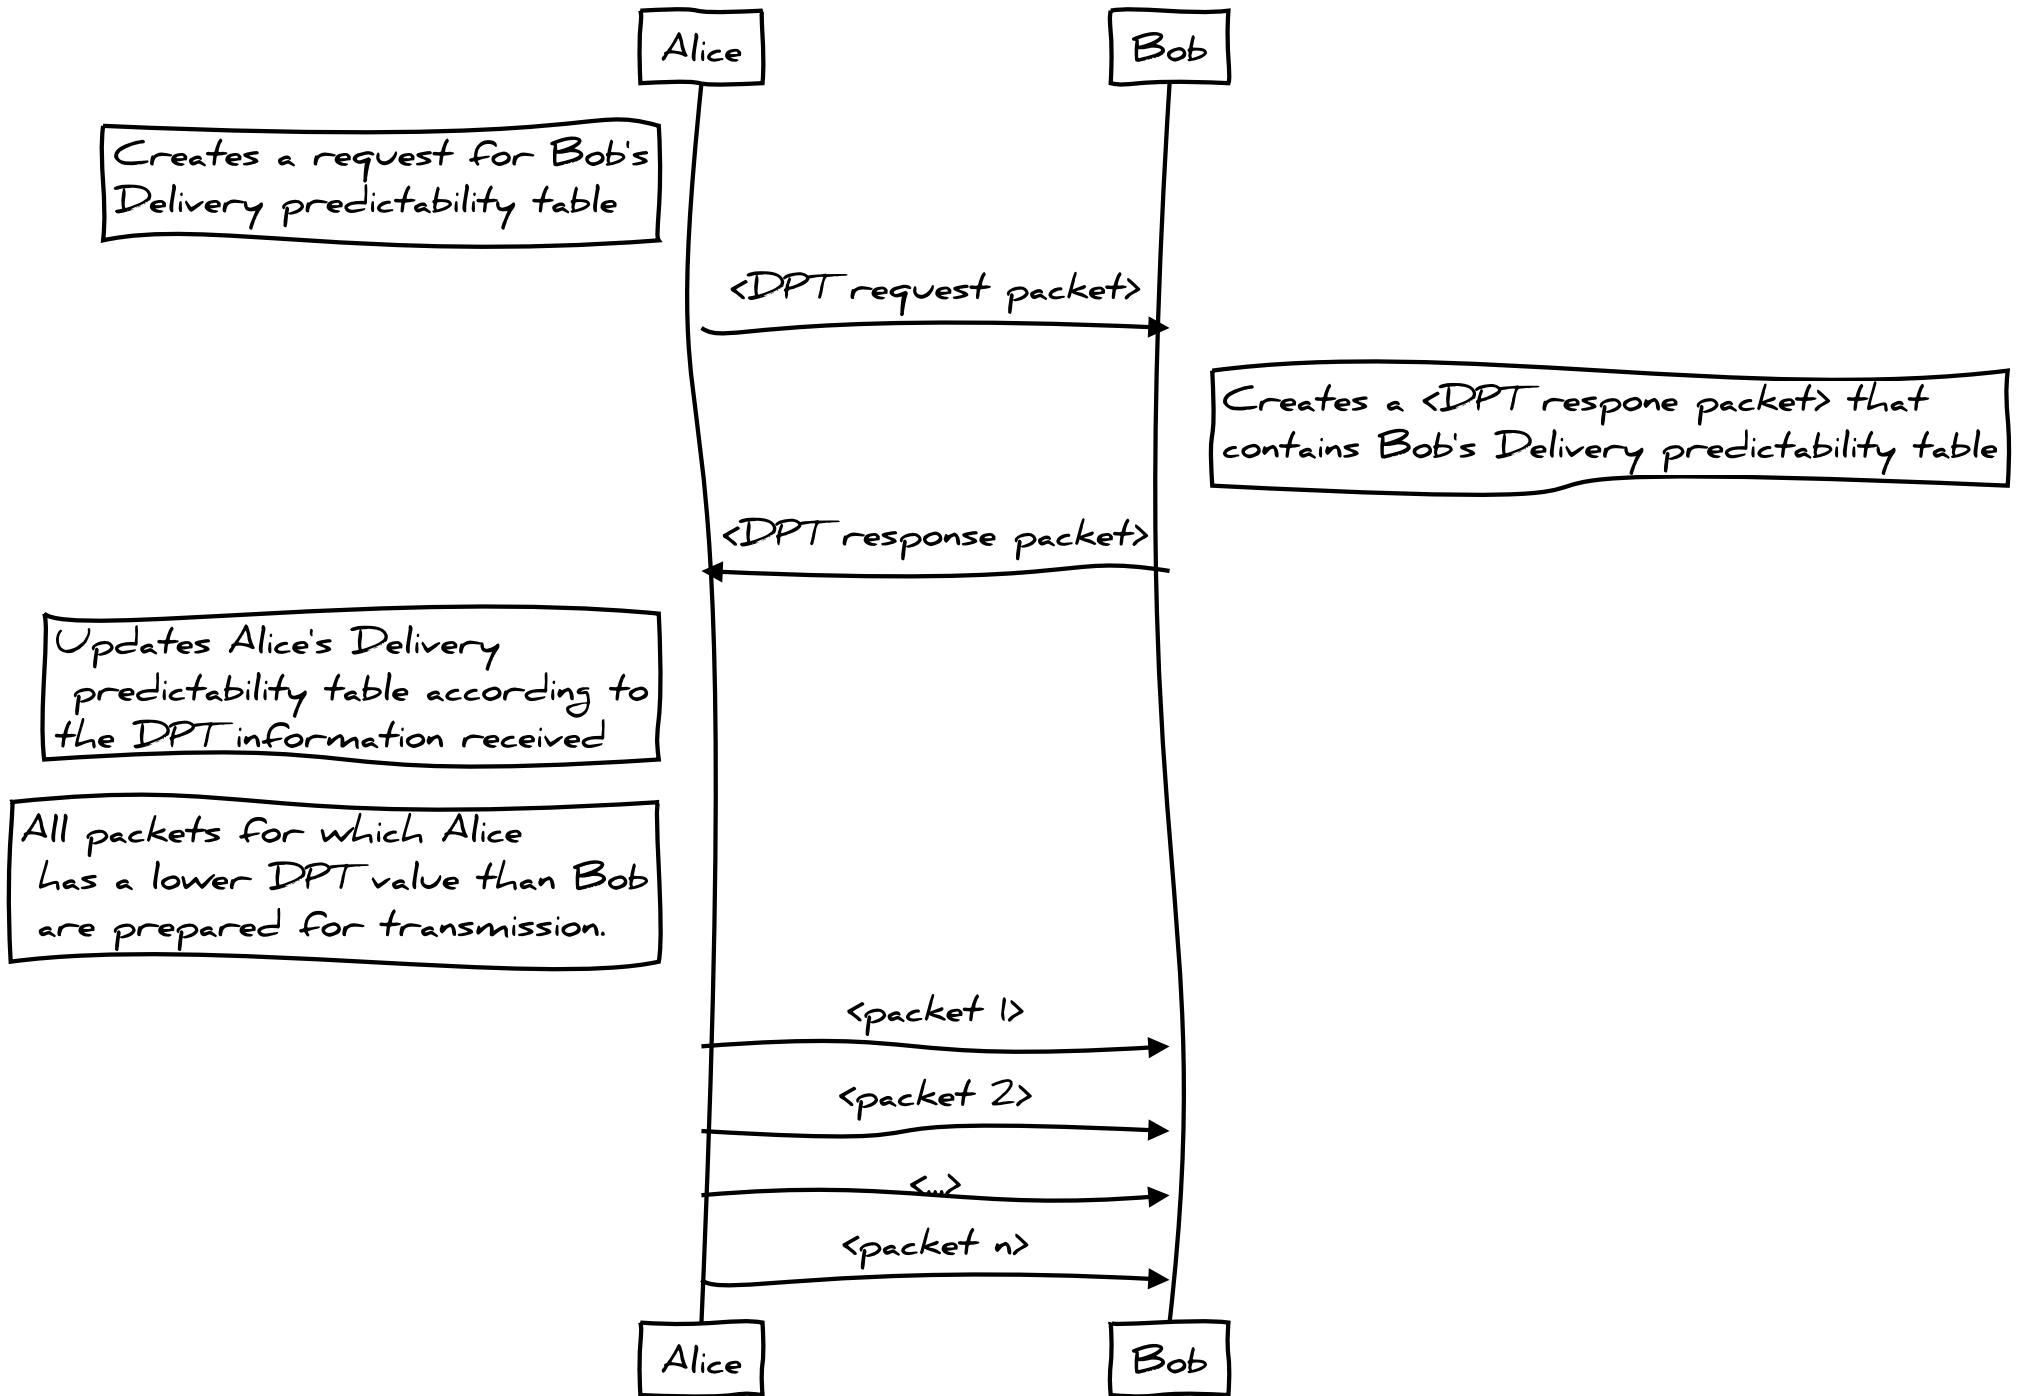 Alice
Bob
Creates a request for Bob's
Delivery predictability table
<DPT request packet>
Creates a <DPT respone packet> that
contains Bob's Delivery predictability table
<DPT response packet>
Updates Alice's Delivery
predictability table according to
the DPT information received
All packets for which Alice
has a lower DPT value than Bob
are prepared for transmission.
<packet 1>
<packet 2>
<...>
<packet n>
Alice
Bob